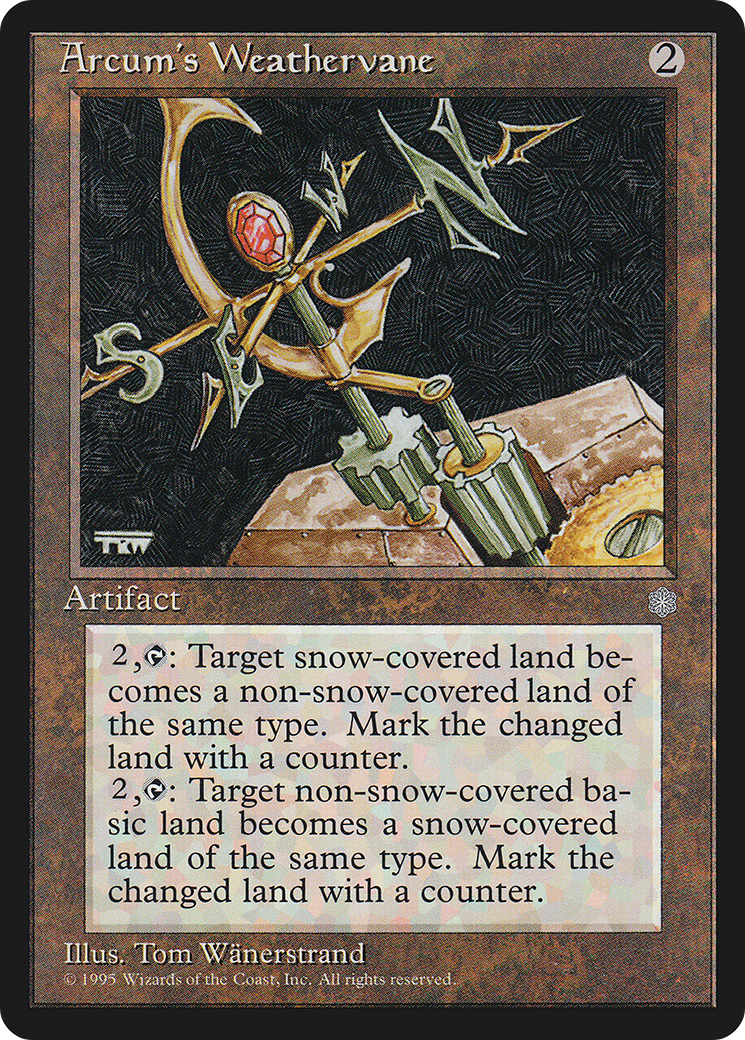 Arcum's Weathervane 2
W N
S E
TKW
Artifact
2, : Target snow-covered land be-
comes a non-snow-covered land of
the same type. Mark the changed
land with a counter.
2, : Target non-snow-covered ba-
sic land becomes a snow-covered
land of the same type. Mark the
changed land with a counter.
Illus. Tom Wänerstrand
© 1995 Wizards of the Coast, Inc. All rights reserved.